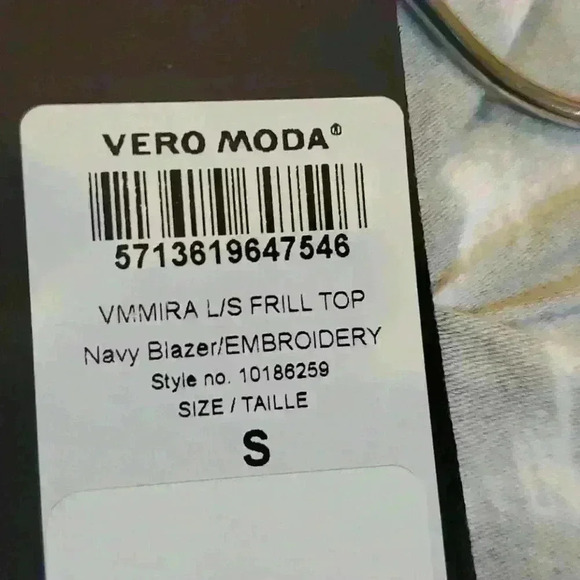 VERO MODA®
5713619647546
VMMIRA L/S FRILL TOP
Navy Blazer/EMBROIDERY
Style no. 10186259
SIZE / TAILLE
S